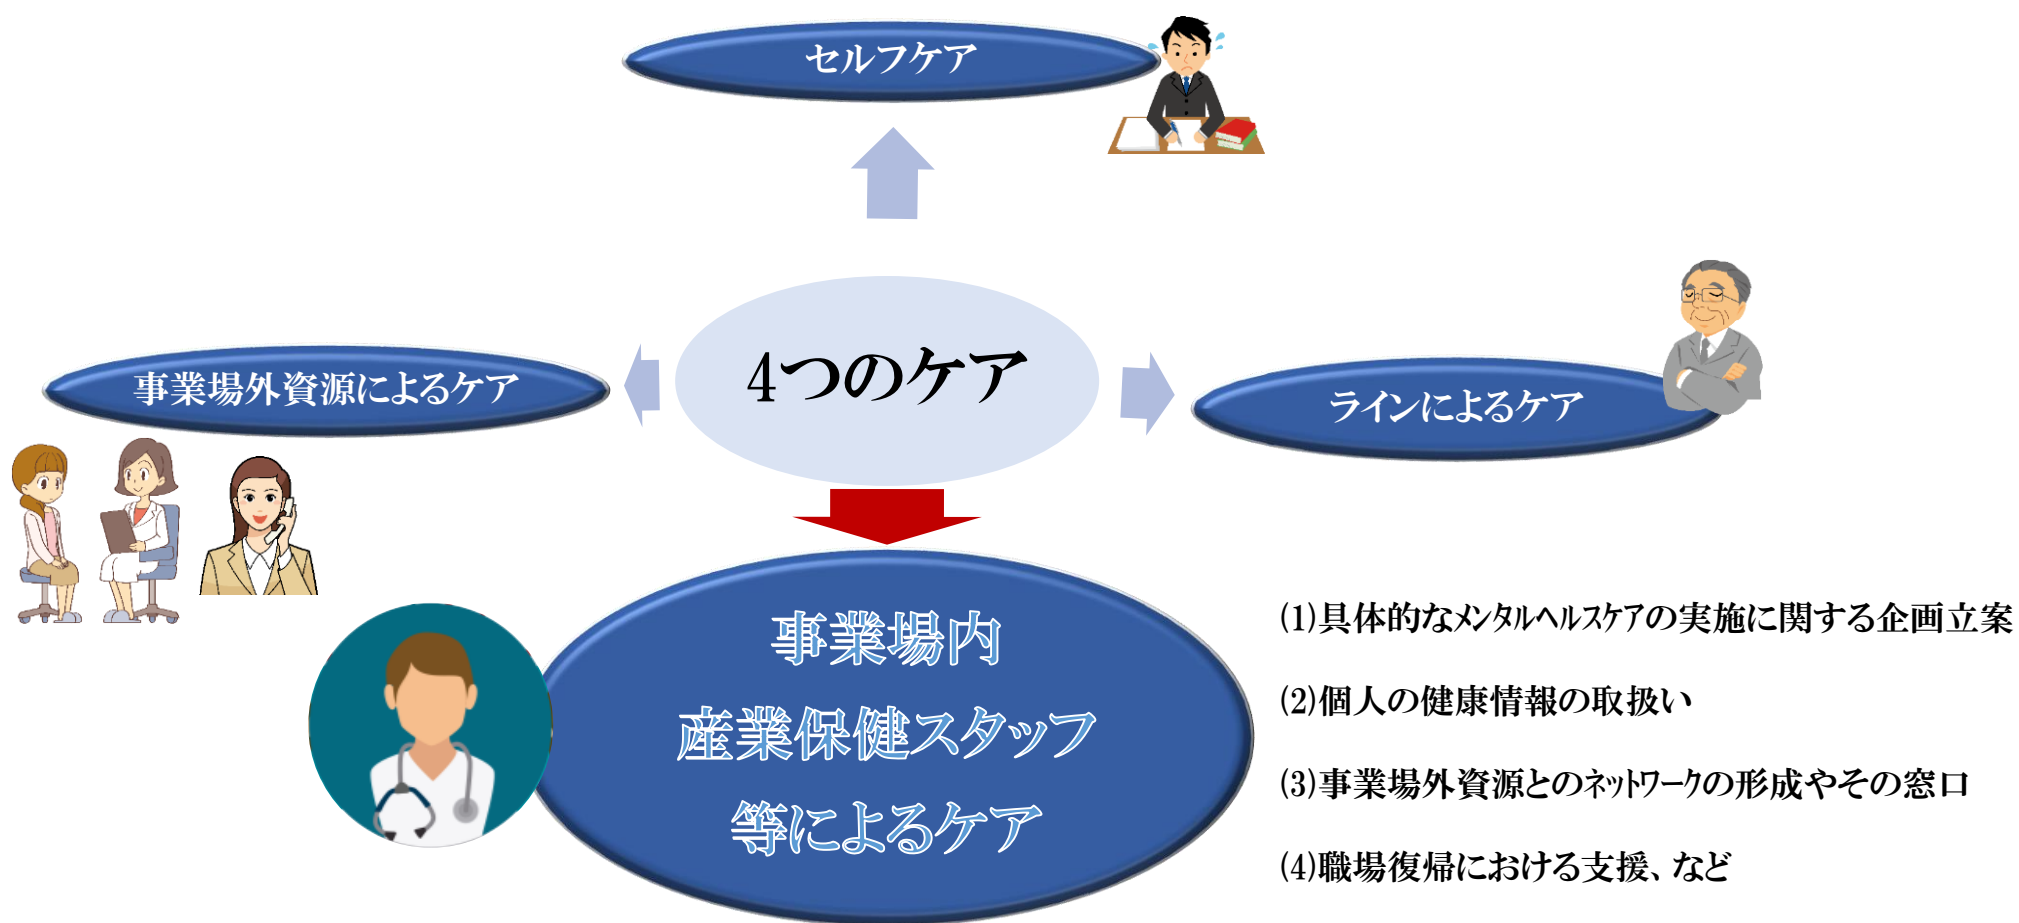 セルフケア
4つのケア
事業場外資源によるケア
ラインによるケア
事業場内
産業保健スタッフ
等によるケア
(1)具体的なメンタルヘルスケアの実施に関する企画立案
(2)個人の健康情報の取扱い
(3)事業場外資源とのネットワークの形成やその窓口
(4)職場復帰における支援、など